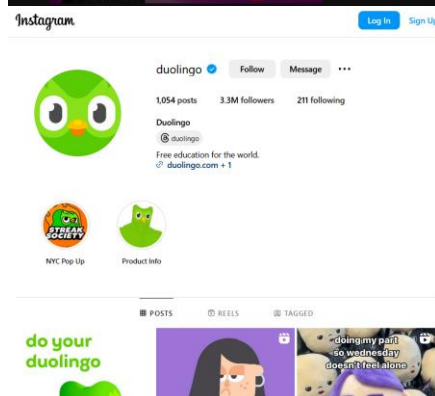 Instagram
Log In Sign Up
duolingo Follow Message
1,054 posts 3.3M followers 211 following
Duolingo
duolingo
Free education for the world.
duolingo.com + 1
STREAK
SOCIETY
NYC Pop Up Product Info
POSTS REELS TAGGED
do your
duolingo
doing my part
so wednesday
doesn't feel alone